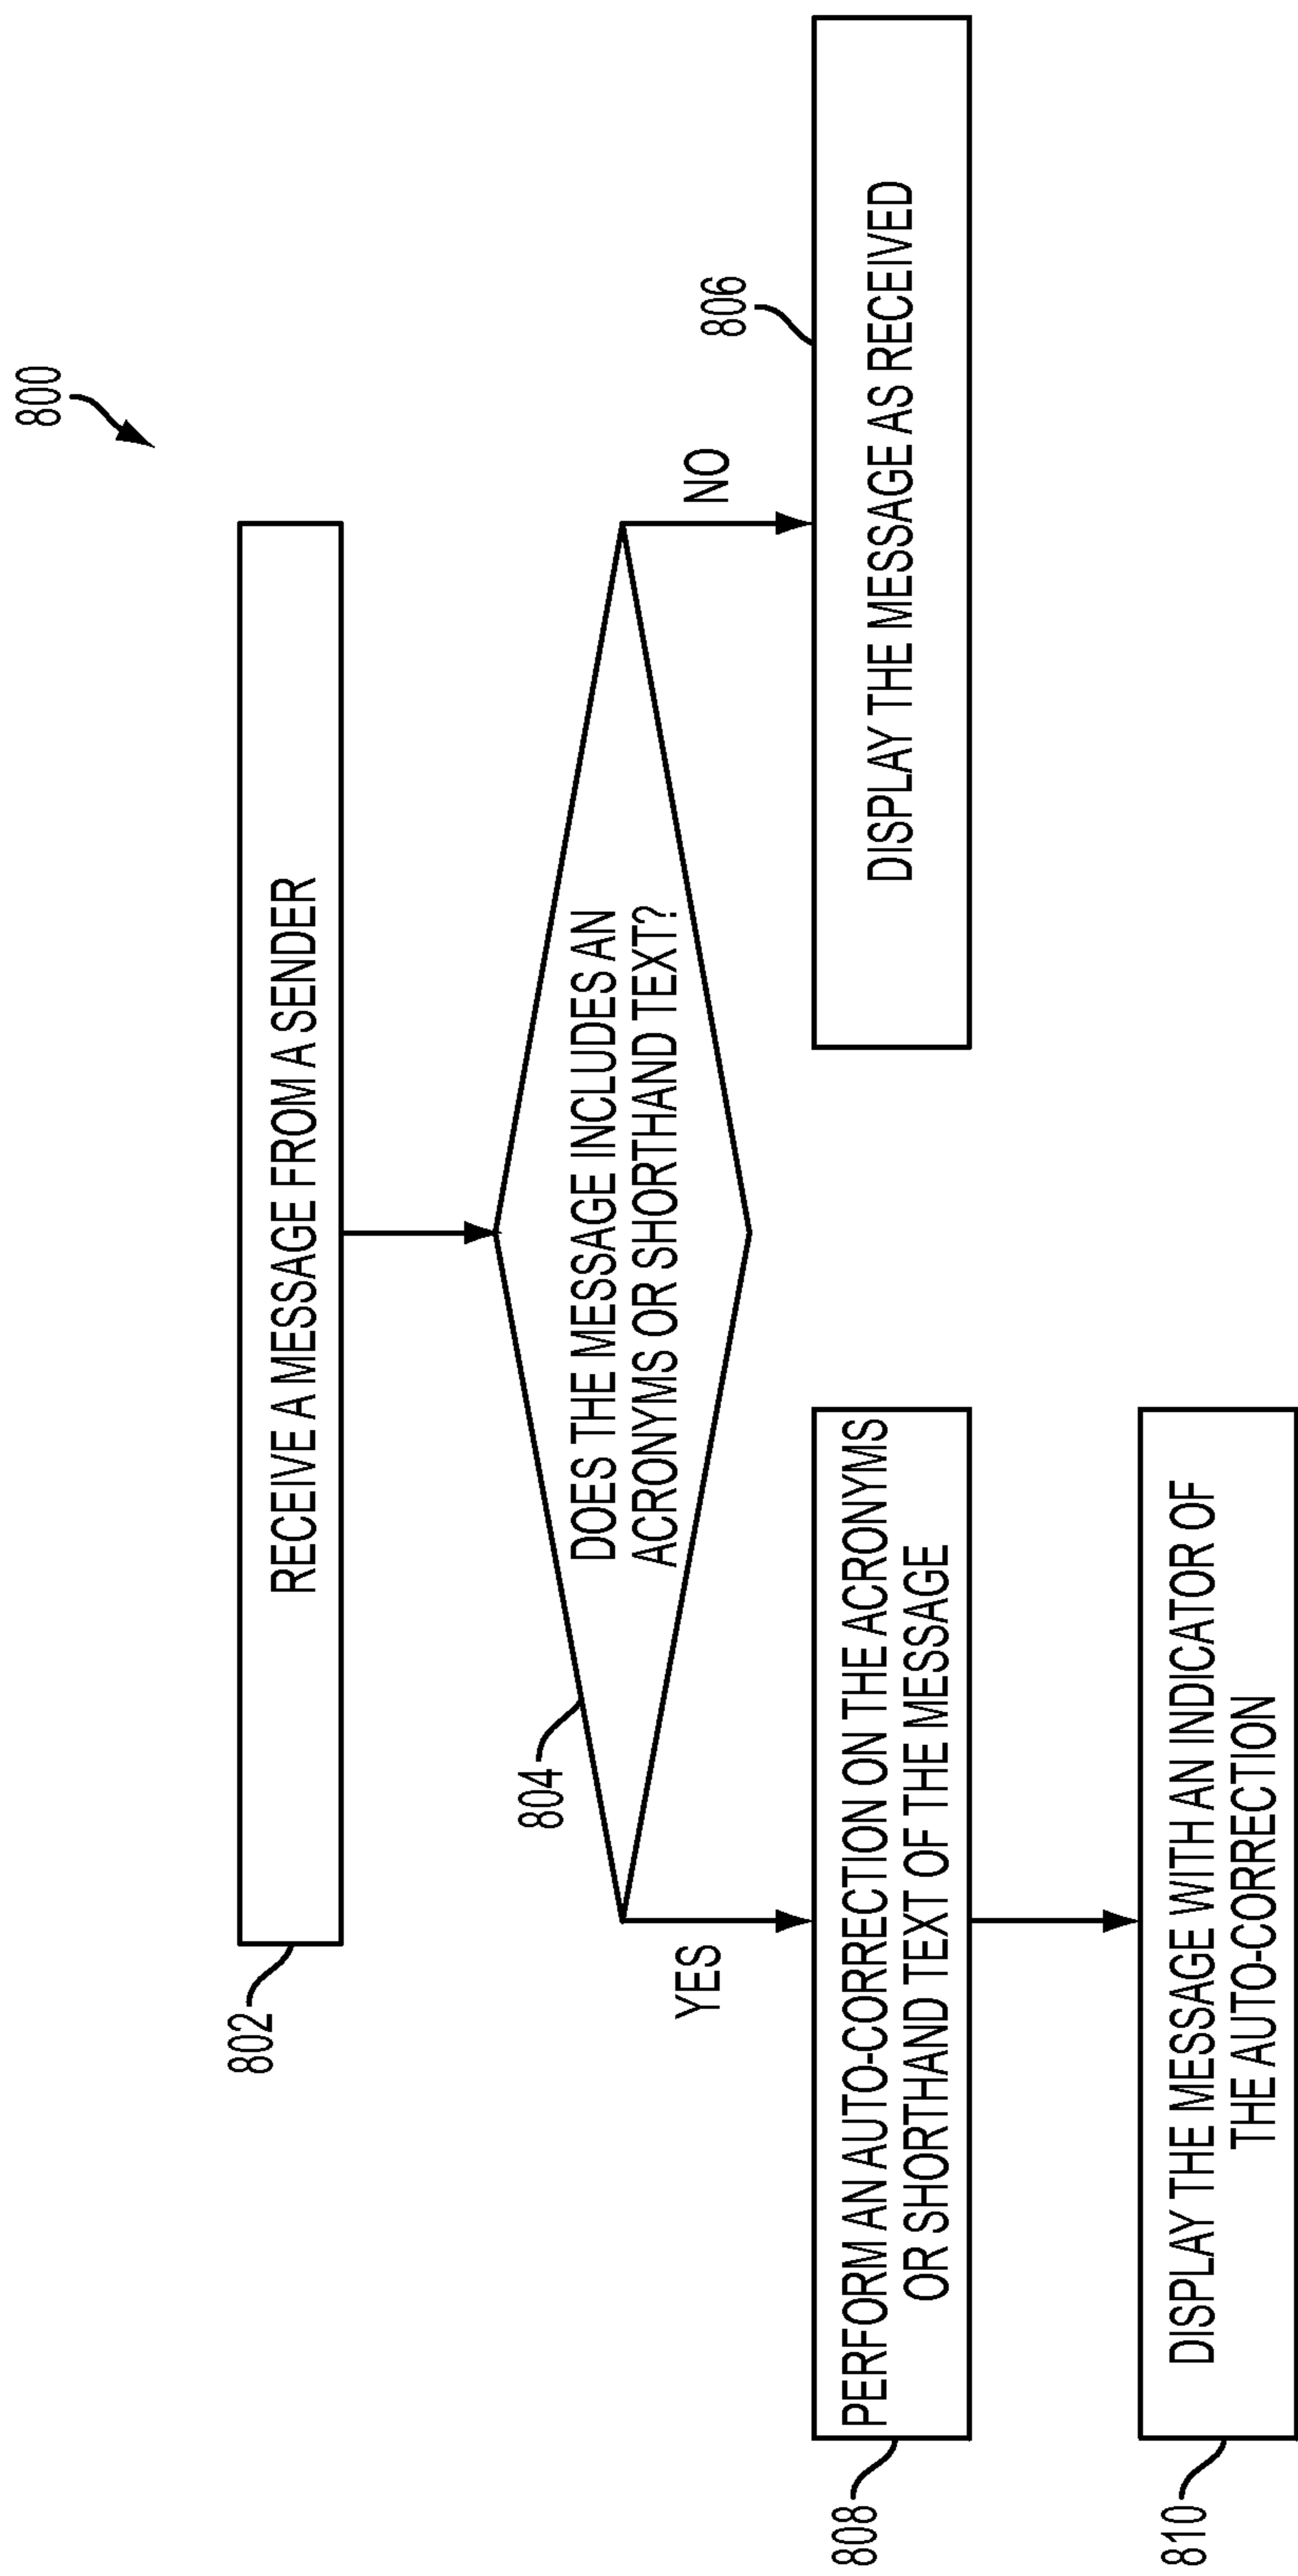 800
802
RECEIVE A MESSAGE FROM A SENDER
804
DOES THE MESSAGE INCLUDES AN
ACRONYMS OR SHORTHAND TEXT?
YES
NO
808
PERFORM AN AUTO-CORRECTION ON THE ACRONYMS
OR SHORTHAND TEXT OF THE MESSAGE
806
DISPLAY THE MESSAGE AS RECEIVED
810
DISPLAY THE MESSAGE WITH AN INDICATOR OF
THE AUTO-CORRECTION